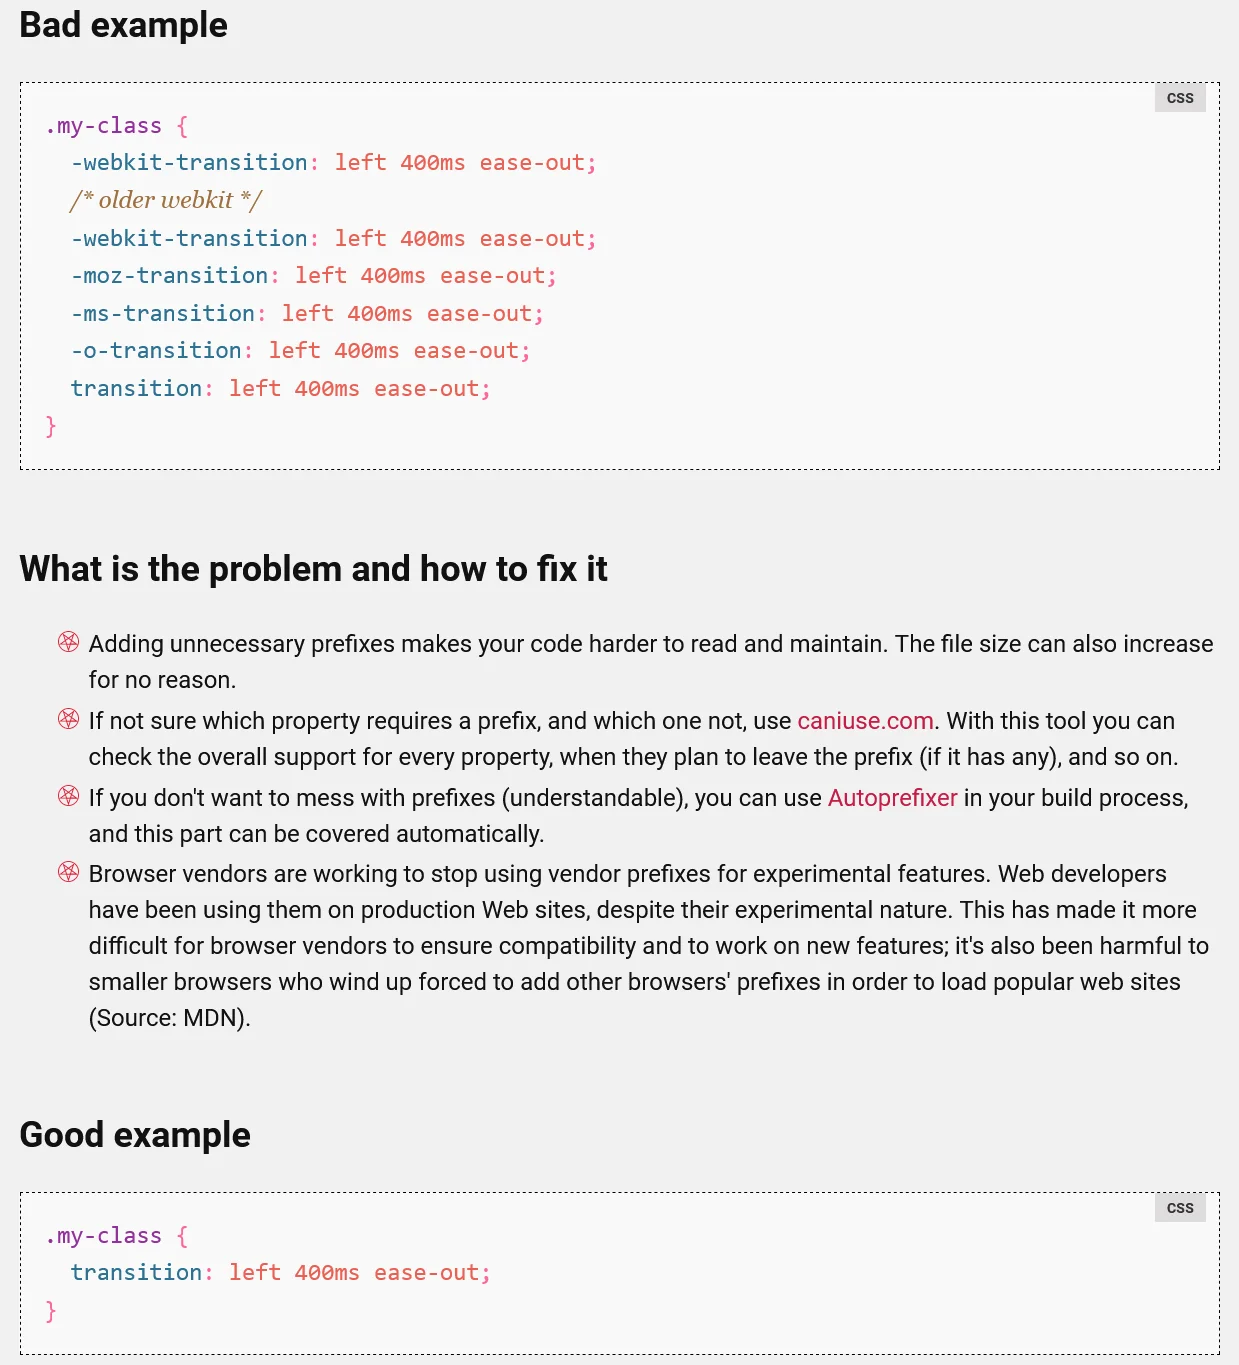 Bad example
CSS
.my-class {
  -webkit-transition: left 400ms ease-out;
  /* older webkit */
  -webkit-transition: left 400ms ease-out;
  -moz-transition: left 400ms ease-out;
  -ms-transition: left 400ms ease-out;
  -o-transition: left 400ms ease-out;
  transition: left 400ms ease-out;
}
What is the problem and how to fix it
Adding unnecessary prefixes makes your code harder to read and maintain. The file size can also increase
for no reason.
If not sure which property requires a prefix, and which one not, use caniuse.com. With this tool you can
check the overall support for every property, when they plan to leave the prefix (if it has any), and so on.
If you don't want to mess with prefixes (understandable), you can use Autoprefixer in your build process,
and this part can be covered automatically.
Browser vendors are working to stop using vendor prefixes for experimental features. Web developers
have been using them on production Web sites, despite their experimental nature. This has made it more
difficult for browser vendors to ensure compatibility and to work on new features; it's also been harmful to
smaller browsers who wind up forced to add other browsers' prefixes in order to load popular web sites
(Source: MDN).
Good example
CSS
.my-class {
  transition: left 400ms ease-out;
}